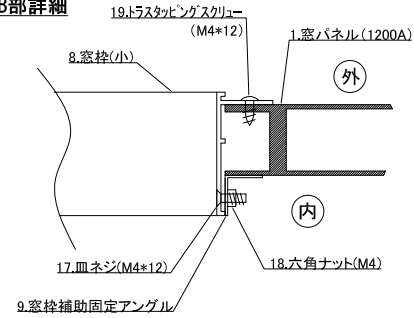 B部詳細
19.トラスタッピングスクリュー
(M4*12)
8.窓枠(小)
1.窓パネル(1200A)
外
内
17.皿ネジ(M4*12)
18.六角ナット(M4)
9.窓枠補助固定アングル